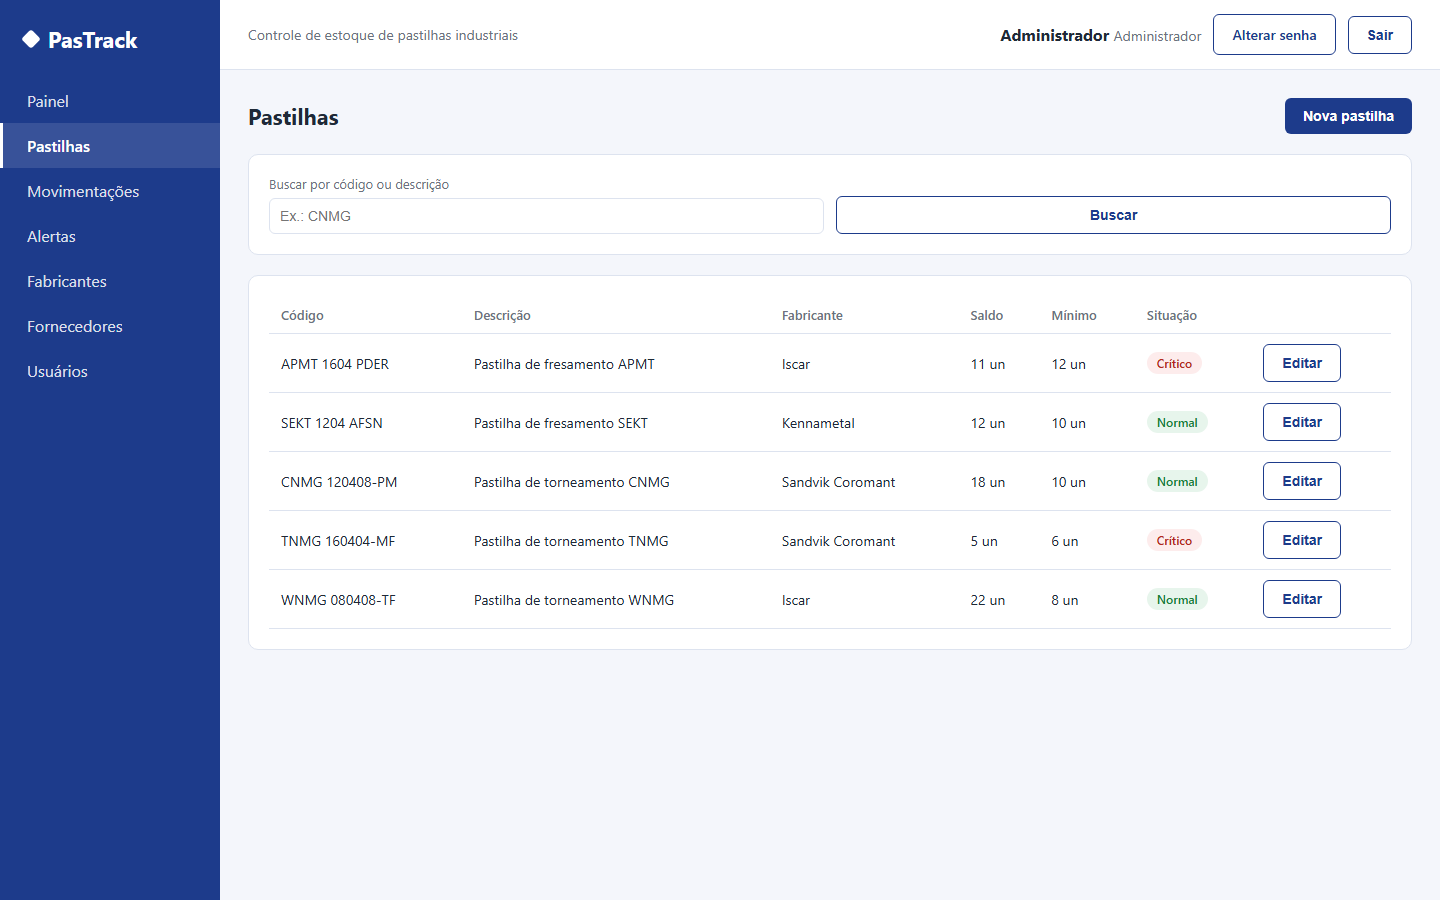 PasTrack
Painel
Pastilhas
Movimentações
Alertas
Fabricantes
Fornecedores
Usuários
Controle de estoque de pastilhas industriais
Administrador Administrador
Alterar senha
Sair
Pastilhas
Nova pastilha
Buscar por código ou descrição
Ex.: CNMG
Buscar
Código Descrição Fabricante Saldo Mínimo Situação
APMT 1604 PDER Pastilha de fresamento APMT Iscar 11 un 12 un Crítico Editar
SEKT 1204 AFSN Pastilha de fresamento SEKT Kennametal 12 un 10 un Normal Editar
CNMG 120408-PM Pastilha de torneamento CNMG Sandvik Coromant 18 un 10 un Normal Editar
TNMG 160404-MF Pastilha de torneamento TNMG Sandvik Coromant 5 un 6 un Crítico Editar
WNMG 080408-TF Pastilha de torneamento WNMG Iscar 22 un 8 un Normal Editar